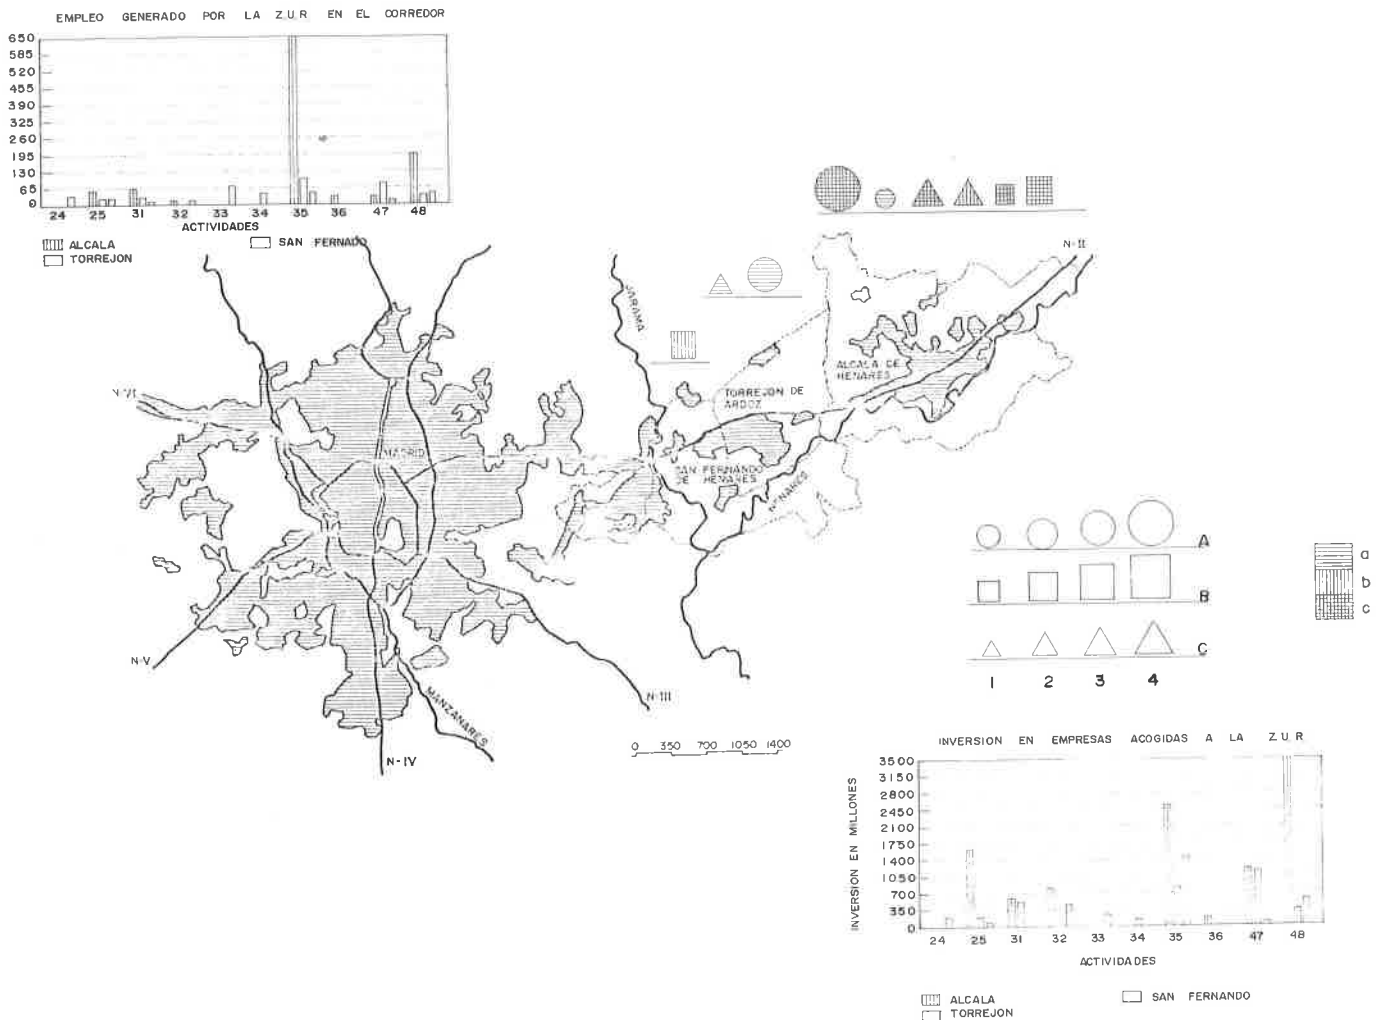 EMPLEO GENERADO POR LA Z.U.R EN EL CORREDOR
650
585
520
455
390
325
260
195
130
65
0
24 25 31 32 33 34 35 36 47 48
ACTIVIDADES
ALCALA
SAN FERNADO
TORREJON
N-II
JARAMA
ALCALA DE
HENARES
TORREJON DE
ARDOZ
N-VI
MADRID
SAN FERNANDO
DE HENARES
HENARES
N-V
N-III
MANZANARES
N-IV
0 350 700 1050 1400
A
B
C
1 2 3 4
a
b
c
INVERSION EN EMPRESAS ACOGIDAS A LA Z.U.R
INVERSION EN MILLONES
3500
3150
2800
2450
2100
1750
1400
1050
700
350
0
24 25 31 32 33 34 35 36 47 48
ACTIVIDADES
ALCALA
SAN FERNANDO
TORREJON